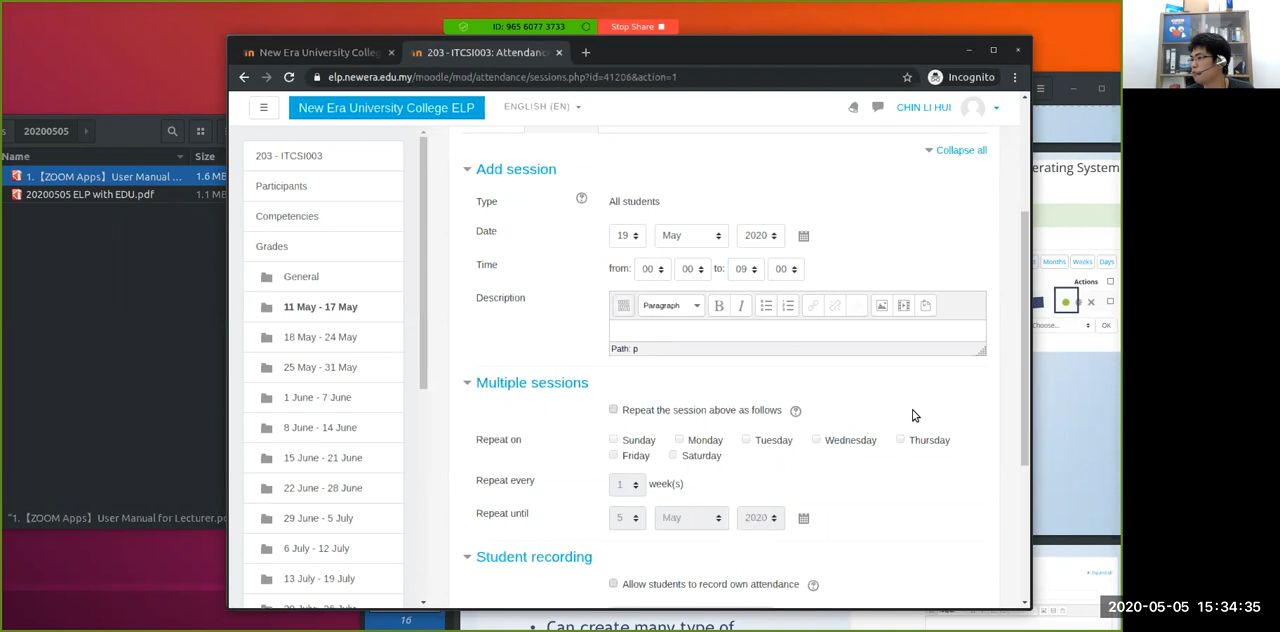 ID: 965 6077 3733
Stop Share
New Era University Colleg
203 - ITCSI003: Attendanc
elp.newera.edu.my/moodle/mod/attendance/sessions.php?id=41206&action=1
Incognito
New Era University College ELP
ENGLISH (EN)
CHIN LI HUI
20200505
Name
Size
1.【ZOOM Apps】User Manual ...
1.6 MB
20200505 ELP with EDU.pdf
1.1 MB
203 - ITCSI003
Participants
Competencies
Grades
General
11 May - 17 May
18 May - 24 May
25 May - 31 May
1 June - 7 June
8 June - 14 June
15 June - 21 June
22 June - 28 June
29 June - 5 July
6 July - 12 July
13 July - 19 July
Collapse all
Add session
Type
All students
Date
19
May
2020
Time
from:
00
00
to:
09
00
Description
Paragraph
Path: p
Multiple sessions
Repeat the session above as follows
Repeat on
Sunday
Monday
Tuesday
Wednesday
Thursday
Friday
Saturday
Repeat every
1
week(s)
Repeat until
5
May
2020
Student recording
Allow students to record own attendance
erating System
Months
Weeks
Days
Actions
Choose...
OK
Expand all
"1.【ZOOM Apps】User Manual for Lecturer.pd
16
• Can create many type of
2020-05-05 15:34:35